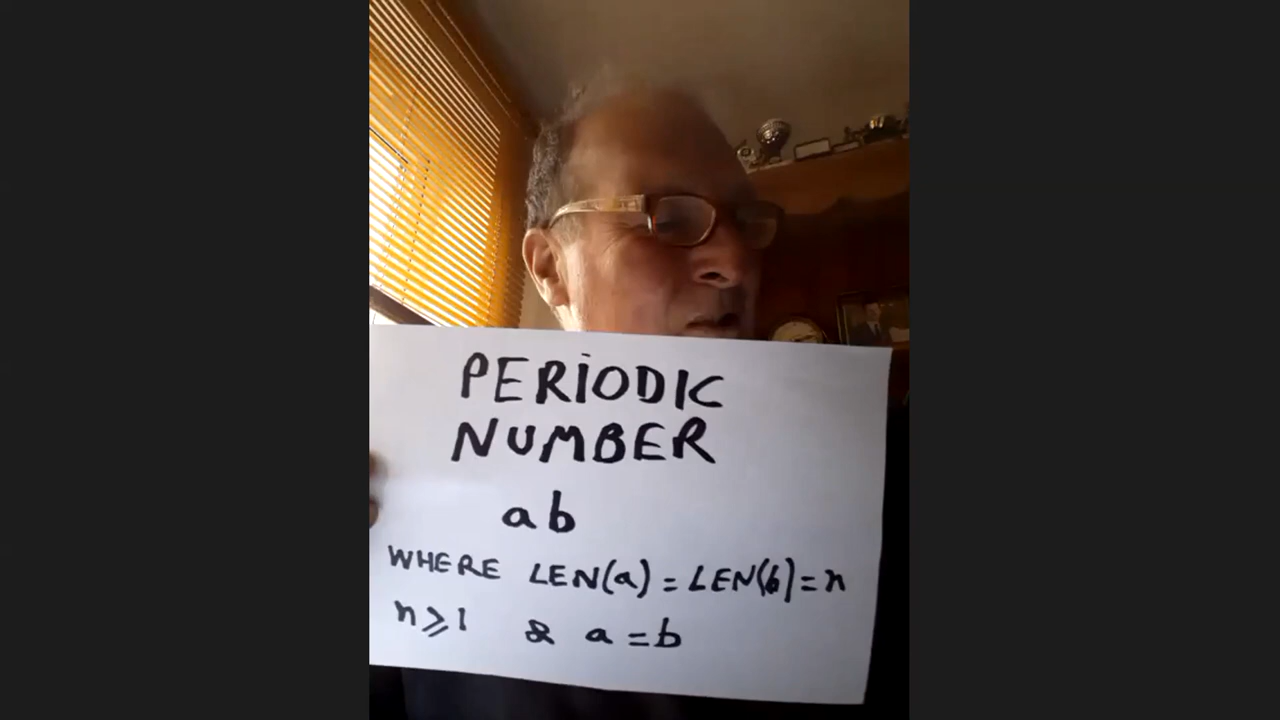 PERIODIC
NUMBER
ab
WHERE LEN(a)=LEN(b)=n
n⩾1 & a=b